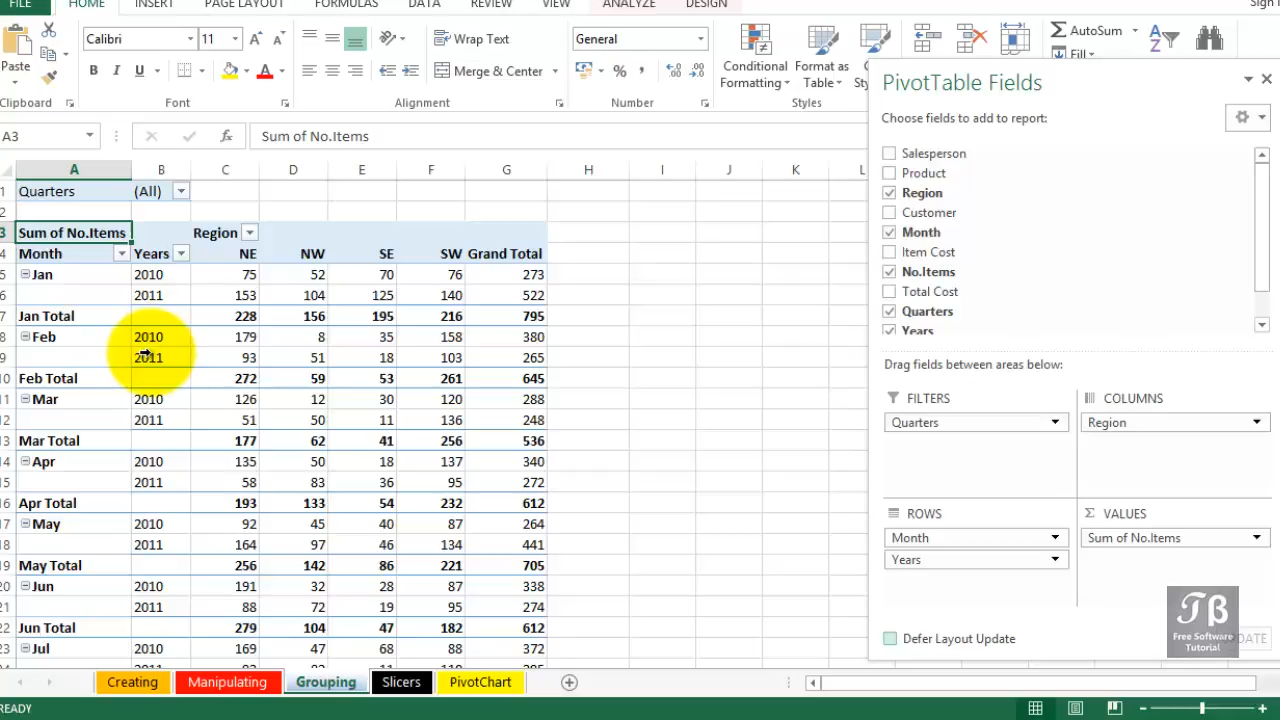 FILE HOME INSERT PAGE LAYOUT FORMULAS DATA REVIEW VIEW ANALYZE DESIGN Sign
Calibri 11 Wrap Text General AutoSum
Paste B I U Merge & Center % , Conditional Formatting Format as Table Fill
Clipboard Font Alignment Number Styles
A3 fx Sum of No.Items
A B C D E F G H I J K L
1 Quarters (All)
2
3 Sum of No.Items Region
4 Month Years NE NW SE SW Grand Total
5 Jan 2010 75 52 70 76 273
6 2011 153 104 125 140 522
7 Jan Total 228 156 195 216 795
8 Feb 2010 179 8 35 158 380
9 2011 93 51 18 103 265
10 Feb Total 272 59 53 261 645
11 Mar 2010 126 12 30 120 288
12 2011 51 50 11 136 248
13 Mar Total 177 62 41 256 536
14 Apr 2010 135 50 18 137 340
15 2011 58 83 36 95 272
16 Apr Total 193 133 54 232 612
17 May 2010 92 45 40 87 264
18 2011 164 97 46 134 441
19 May Total 256 142 86 221 705
20 Jun 2010 191 32 28 87 338
21 2011 88 72 19 95 274
22 Jun Total 279 104 47 182 612
23 Jul 2010 169 47 68 88 372
PivotTable Fields
Choose fields to add to report:
Salesperson
Product
Region
Customer
Month
Item Cost
No.Items
Total Cost
Quarters
Years
Drag fields between areas below:
FILTERS COLUMNS
Quarters Region
ROWS VALUES
Month Sum of No.Items
Years
Defer Layout Update
TB
Free Software
Tutorial
Creating Manipulating Grouping Slicers PivotChart
READY